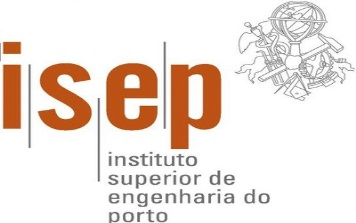 isep
instituto
superior de
engenharia do
porto